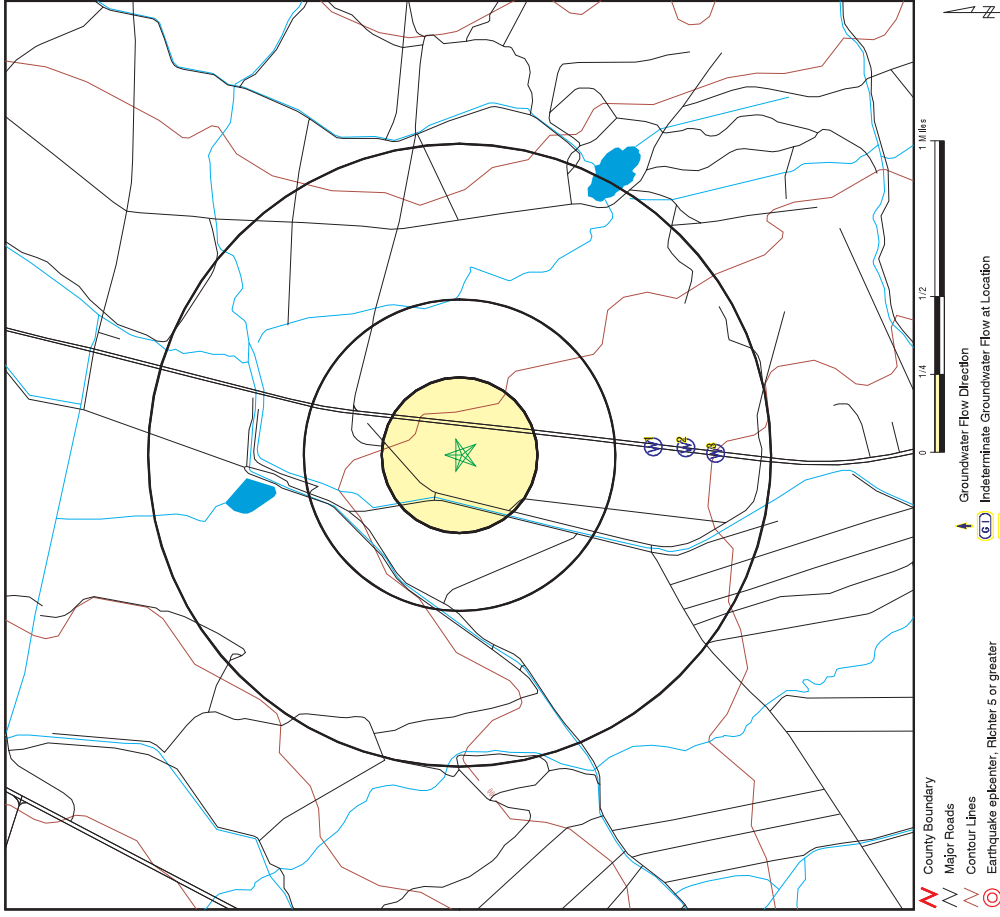 W1
W2
W3
0
1/4
1/2
1 Miles
N
County Boundary
Major Roads
Contour Lines
Earthquake epicenter, Richter 5 or greater
Groundwater Flow Direction
G I
Indeterminate Groundwater Flow at Location